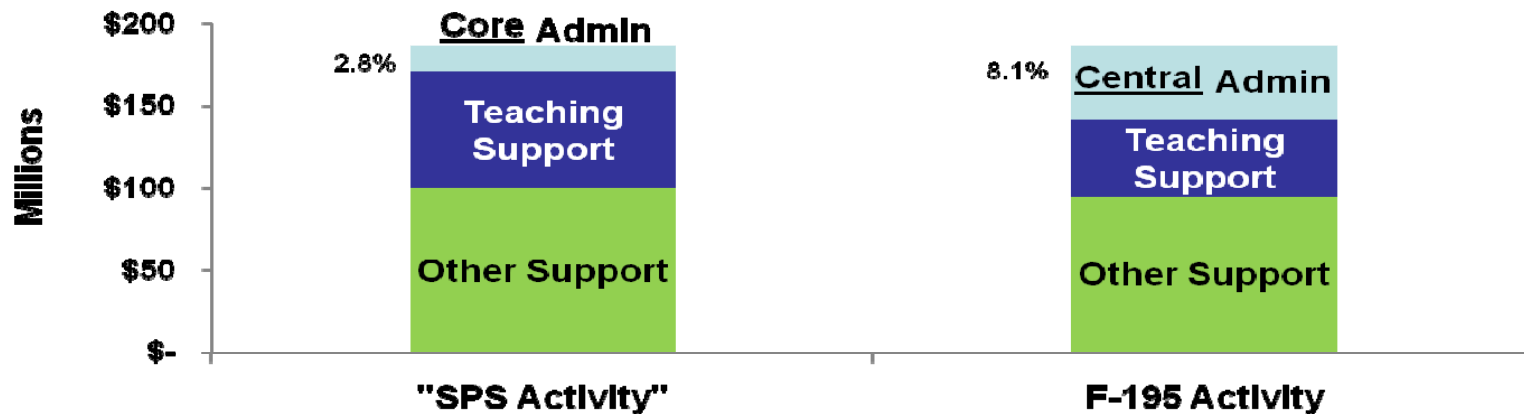 Millions
$200
$150
$100
$50
$-
Core Admin
2.8%
Teaching
Support
Other Support
"SPS Activity"
8.1%
Central Admin
Teaching
Support
Other Support
F-195 Activity